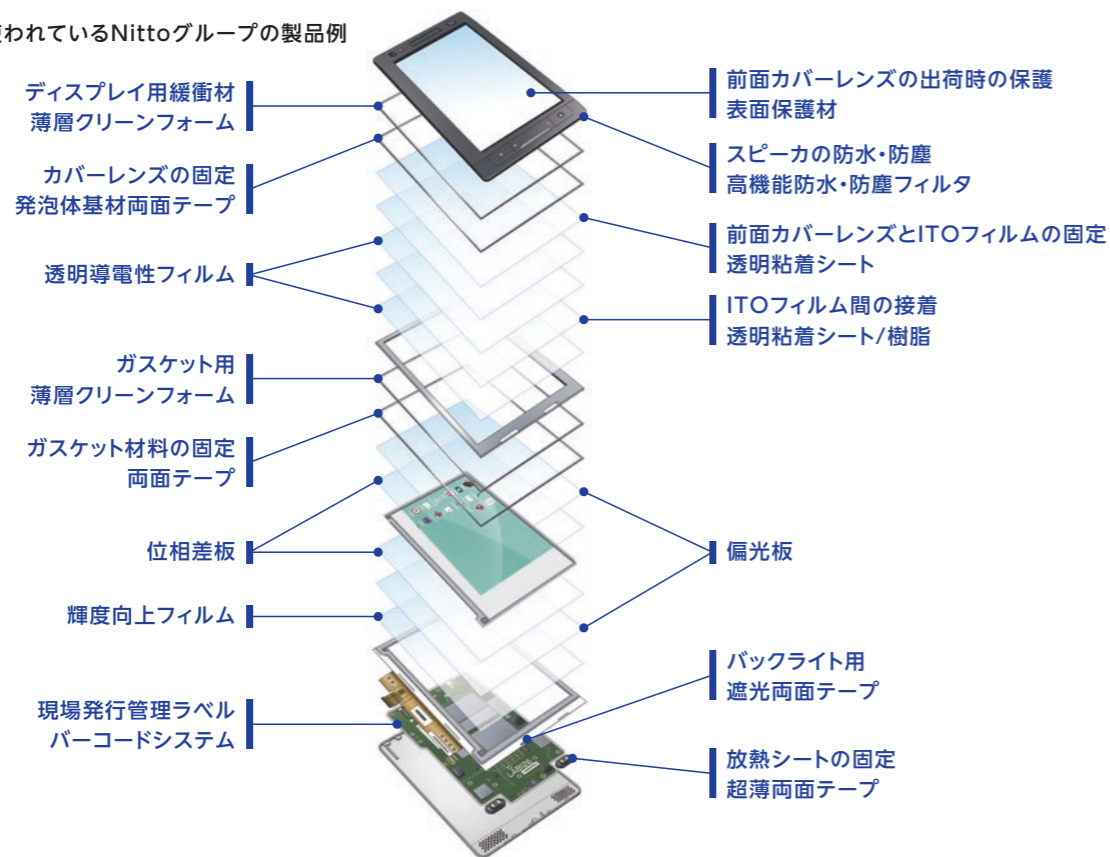 われているNittoグループの製品例
ディスプレイ用緩衝材
薄層クリーンフォーム
カバーレンズの固定
発泡体基材両面テープ
透明導電性フィルム
ガスケット用
薄層クリーンフォーム
ガスケット材料の固定
両面テープ
位相差板
輝度向上フィルム
現場発行管理ラベル
バーコードシステム
前面カバーレンズの出荷時の保護
表面保護材
スピーカの防水・防塵
高機能防水・防塵フィルタ
前面カバーレンズとITOフィルムの固定
透明粘着シート
ITOフィルム間の接着
透明粘着シート/樹脂
偏光板
バックライト用
遮光両面テープ
放熱シートの固定
超薄両面テープ